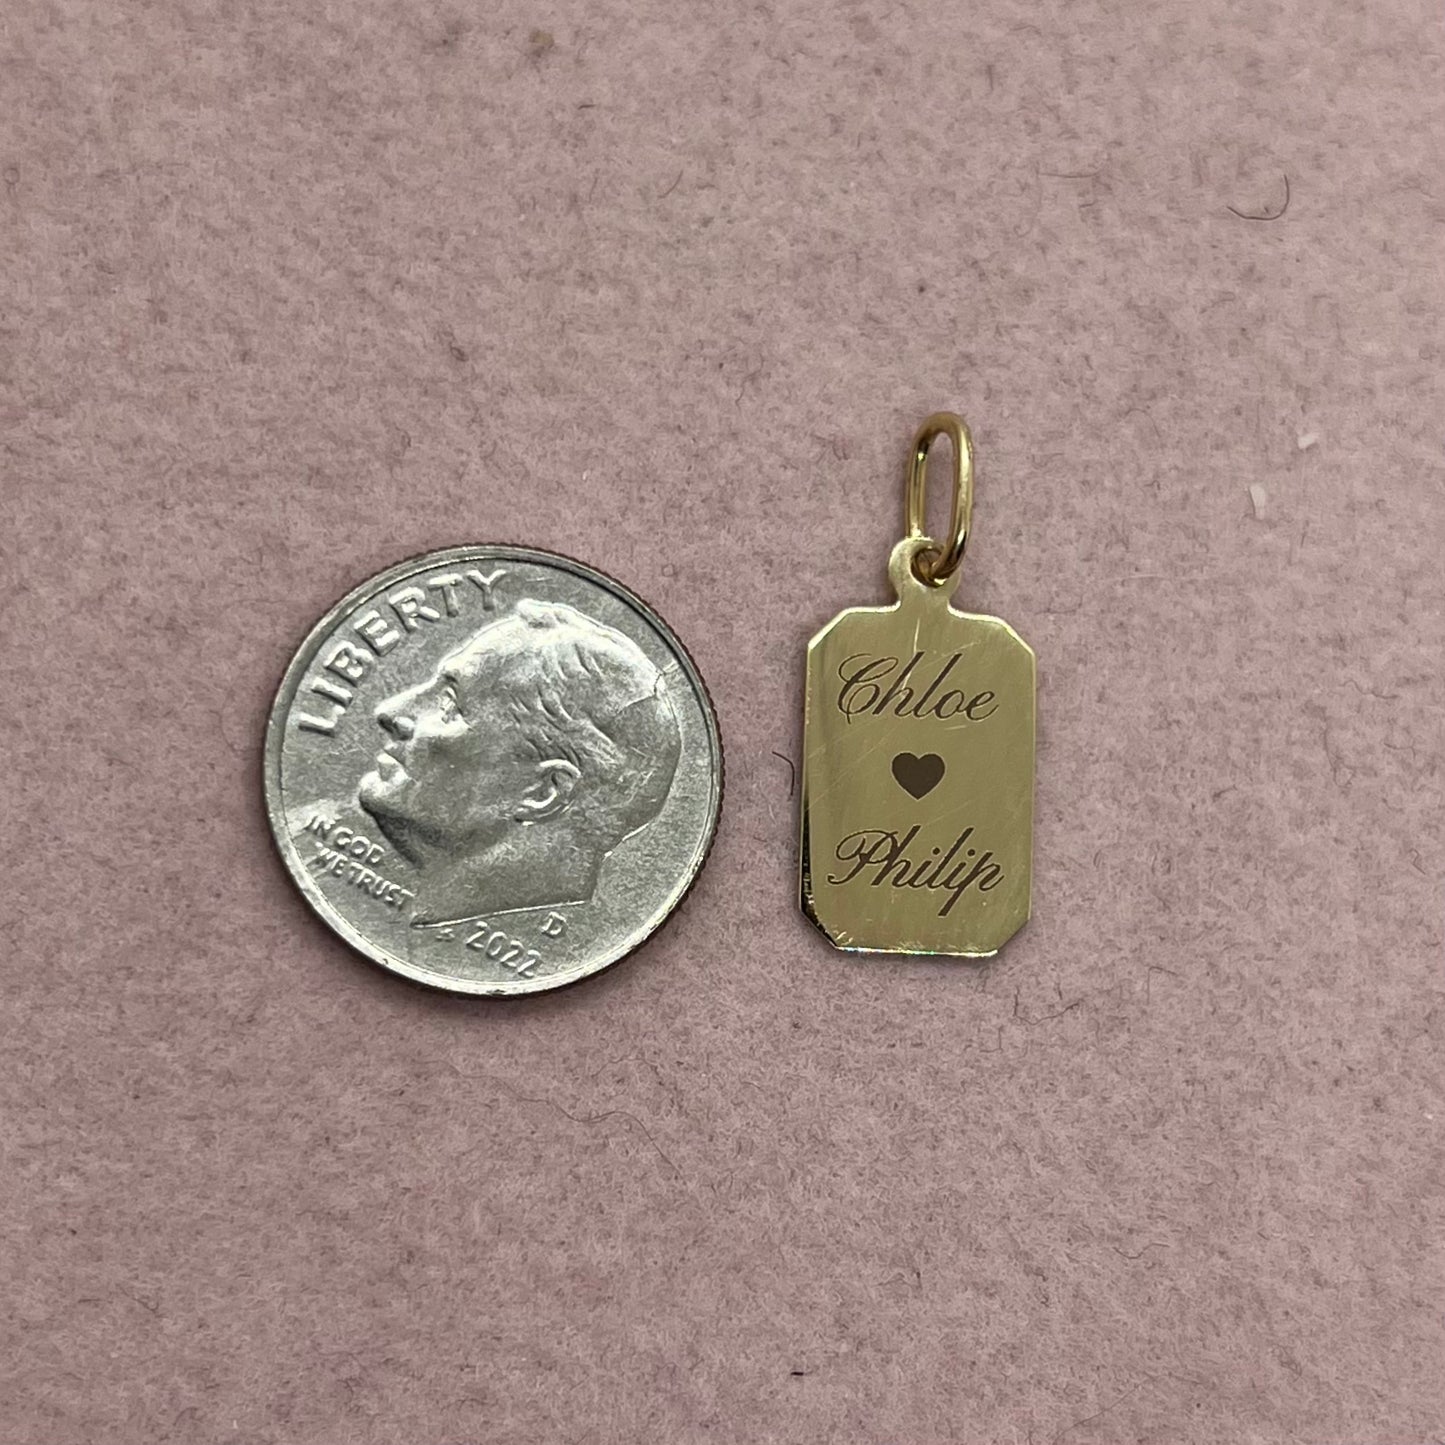 LIBERTY
IN GOD
WE TRUST
2022
D
Chloe
♥
Philip